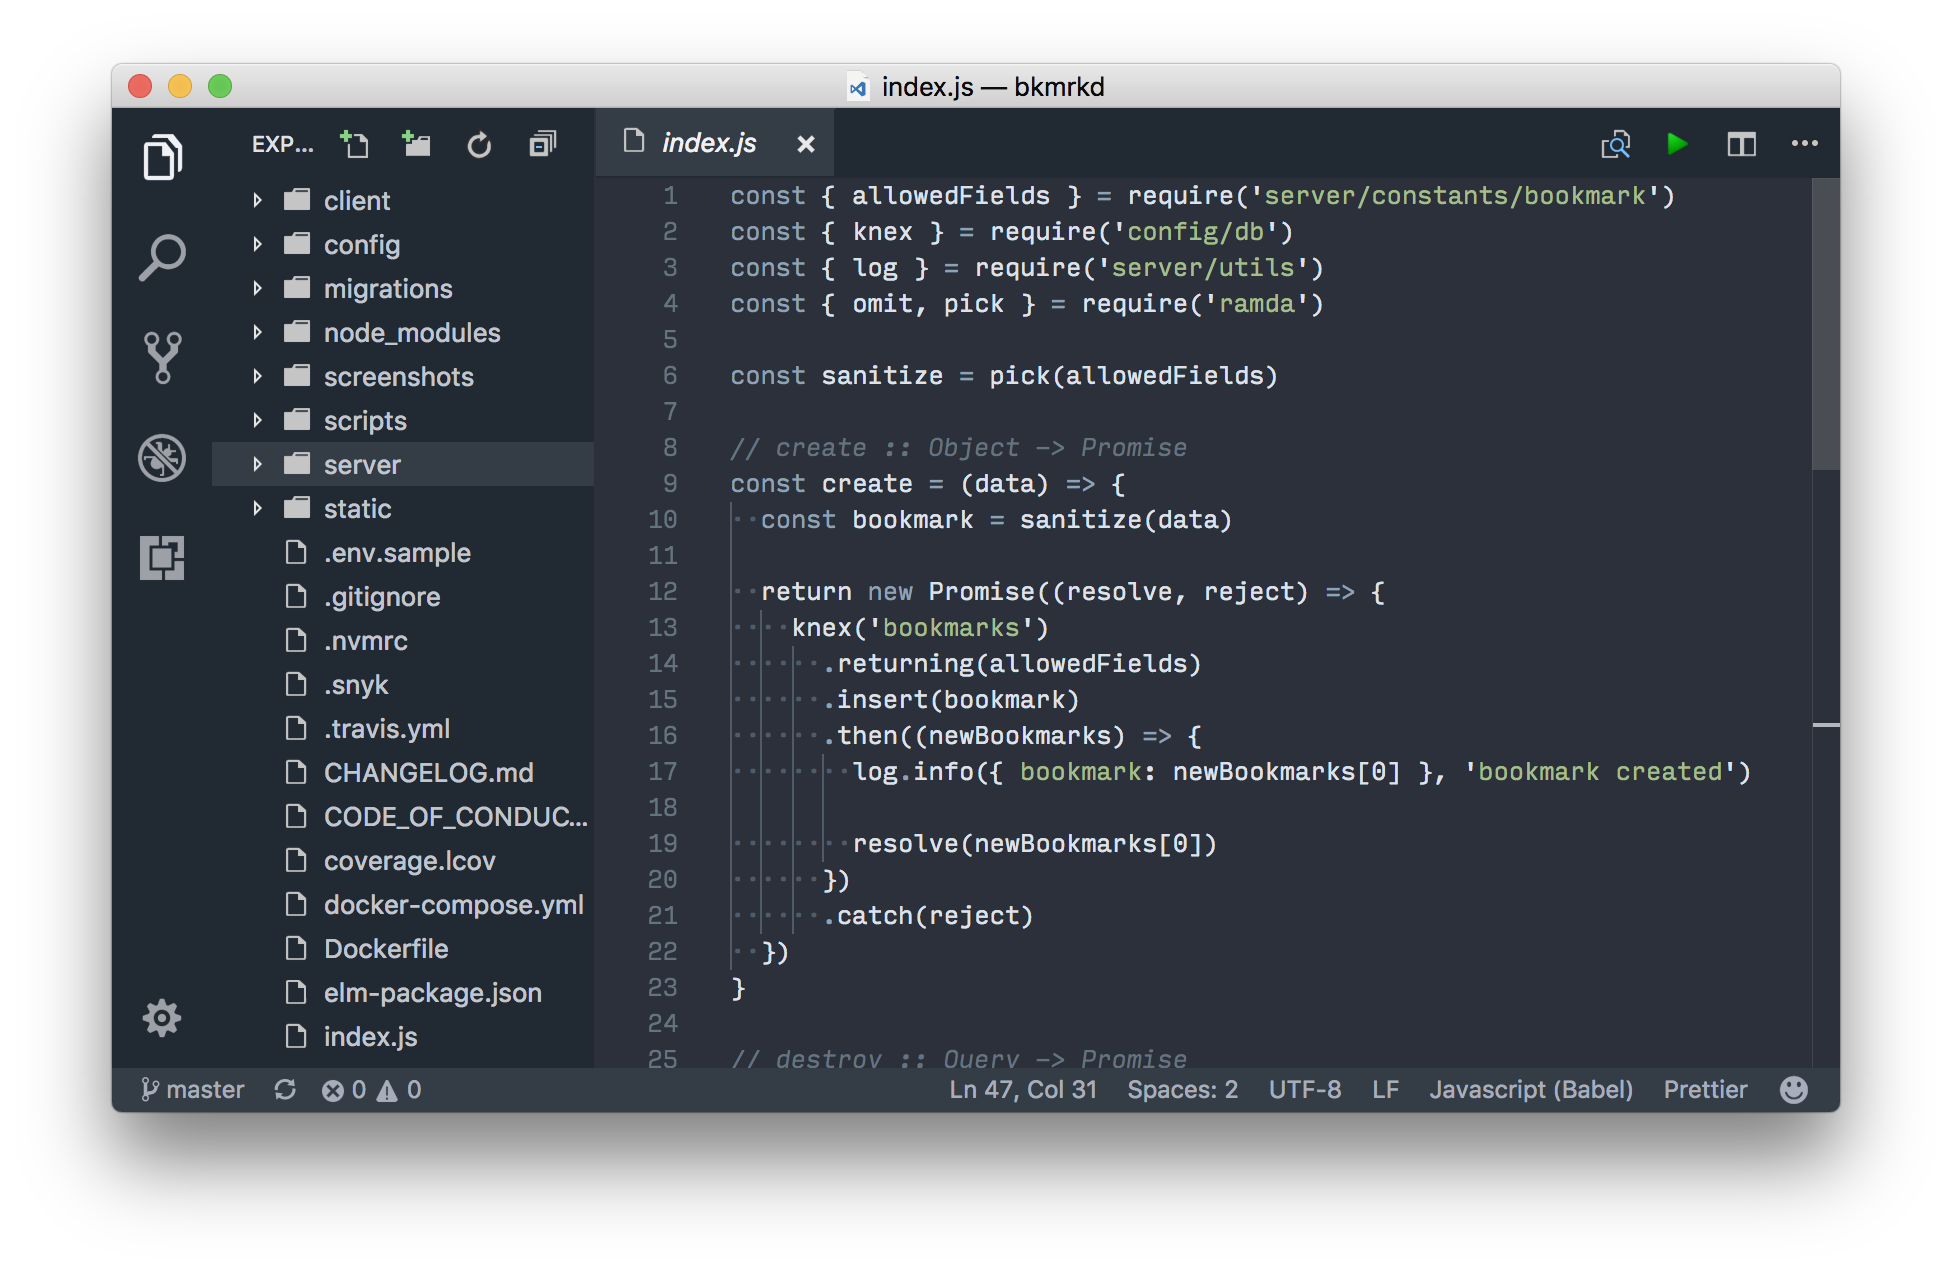 index.js — bkmrkd
EXP...
client
config
migrations
node_modules
screenshots
scripts
server
static
.env.sample
.gitignore
.nvmrc
.snyk
.travis.yml
CHANGELOG.md
CODE_OF_CONDUC...
coverage.lcov
docker-compose.yml
Dockerfile
elm-package.json
index.js
index.js
1 const { allowedFields } = require('server/constants/bookmark')
2 const { knex } = require('config/db')
3 const { log } = require('server/utils')
4 const { omit, pick } = require('ramda')
5
6 const sanitize = pick(allowedFields)
7
8 // create :: Object -> Promise
9 const create = (data) => {
10 ··const bookmark = sanitize(data)
11
12 ··return new Promise((resolve, reject) => {
13 ····knex('bookmarks')
14 ······.returning(allowedFields)
15 ······.insert(bookmark)
16 ······.then((newBookmarks) => {
17 ········log.info({ bookmark: newBookmarks[0] }, 'bookmark created')
18
19 ········resolve(newBookmarks[0])
20 ······})
21 ······.catch(reject)
22 ··})
23 }
24
25 // destroy :: Query -> Promise
master 0 0 Ln 47, Col 31 Spaces: 2 UTF-8 LF Javascript (Babel) Prettier